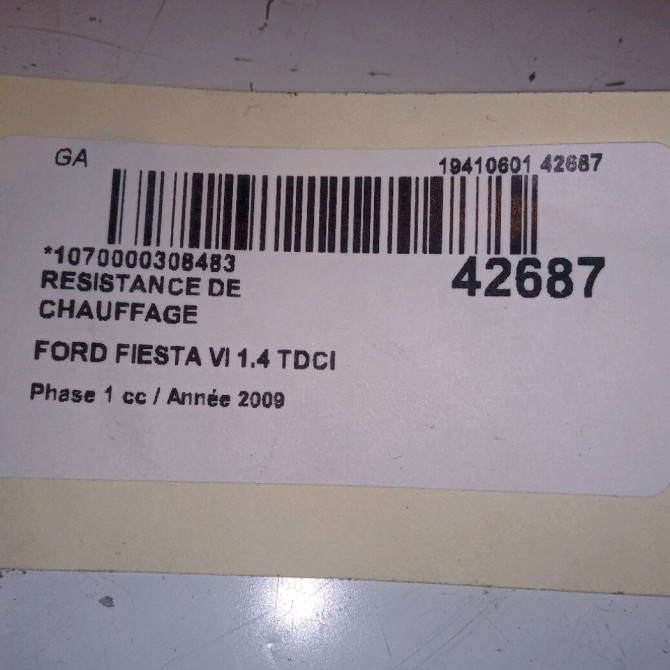 GA
19410601 42687
*1070000308483
42687
RESISTANCE DE
CHAUFFAGE
FORD FIESTA VI 1.4 TDCI
Phase 1 cc / Année 2009